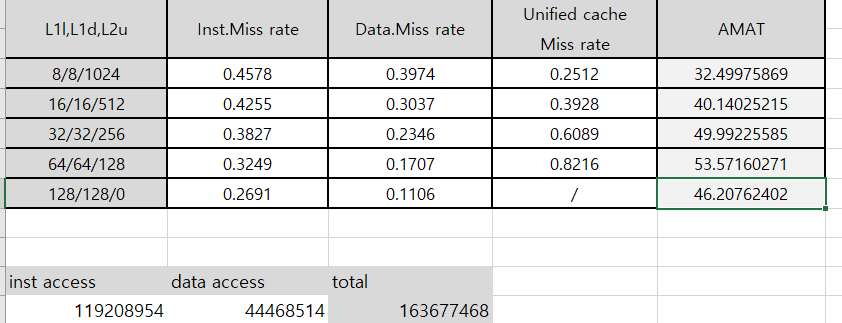 L1I,L1d,L2u Inst.Miss rate Data.Miss rate Unified cache Miss rate AMAT
8/8/1024 0.4578 0.3974 0.2512 32.49975869
16/16/512 0.4255 0.3037 0.3928 40.14025215
32/32/256 0.3827 0.2346 0.6089 49.99225585
64/64/128 0.3249 0.1707 0.8216 53.57160271
128/128/0 0.2691 0.1106 / 46.20762402
inst access data access total
119208954 44468514 163677468